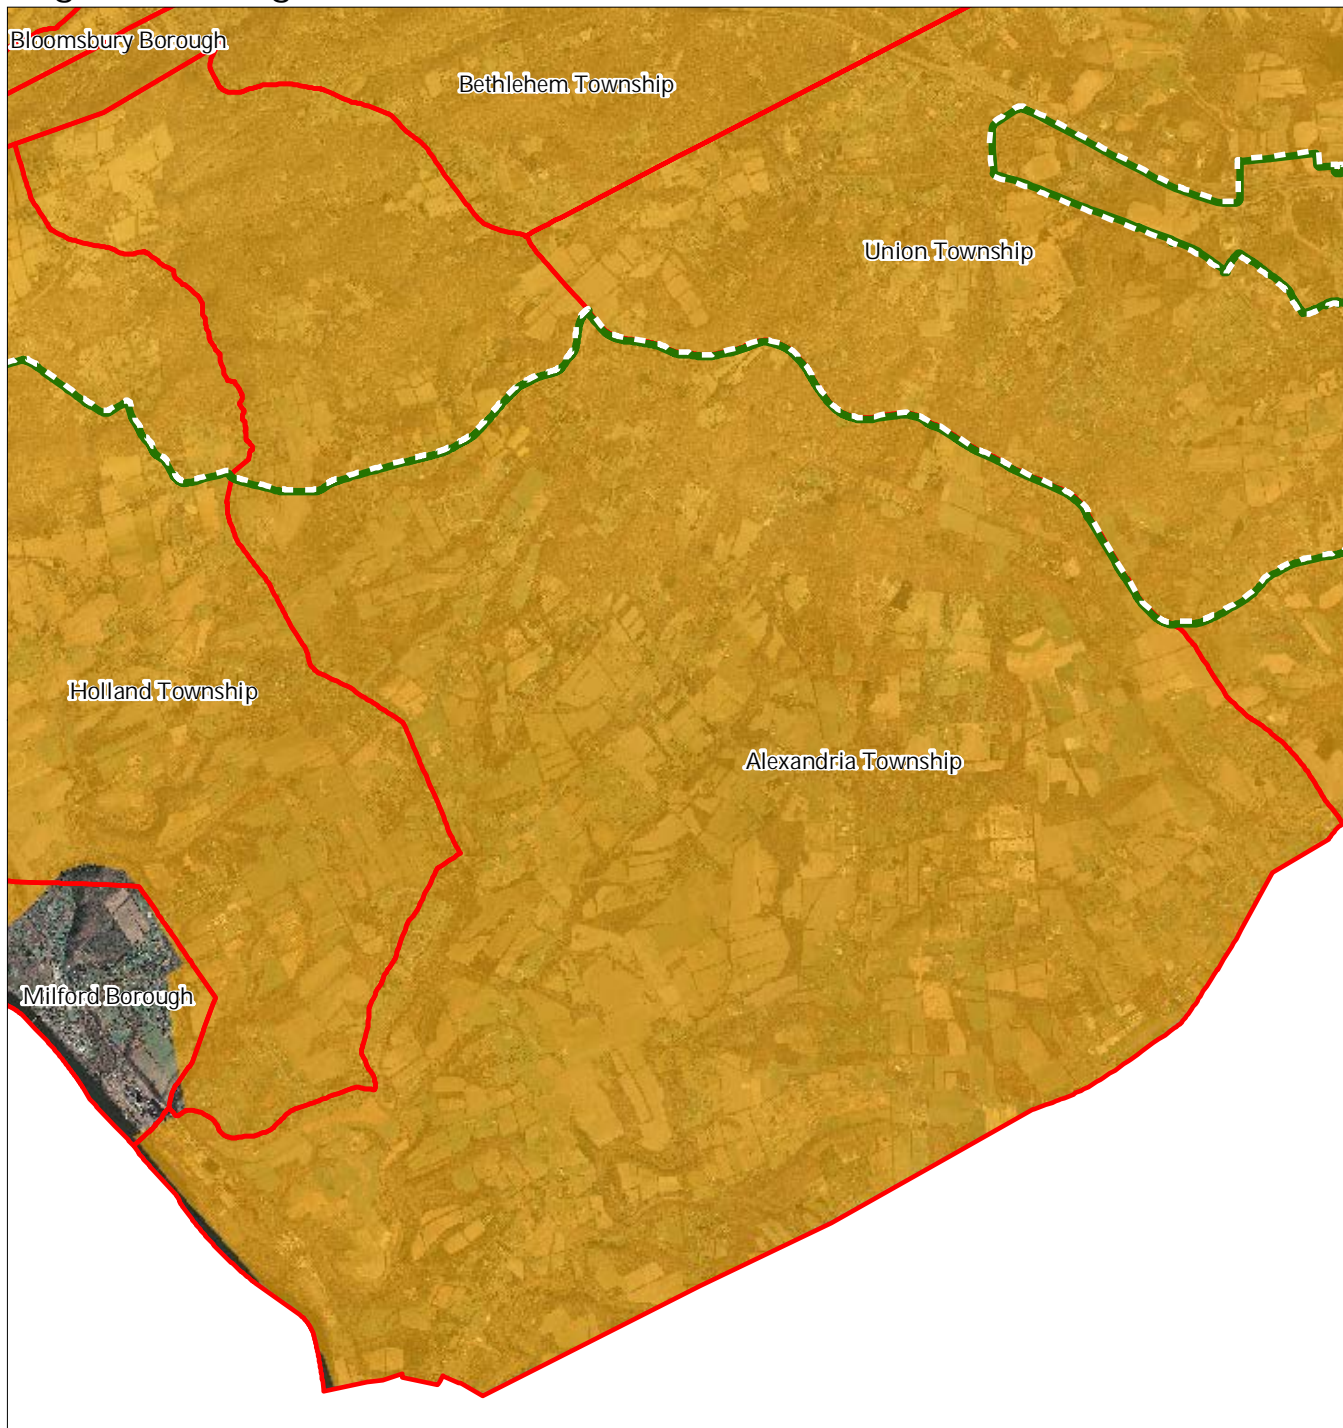 Bloomsbury Borough
Bethlehem Township
Union Township
Holland Township
Alexandria Township
Milford Borough